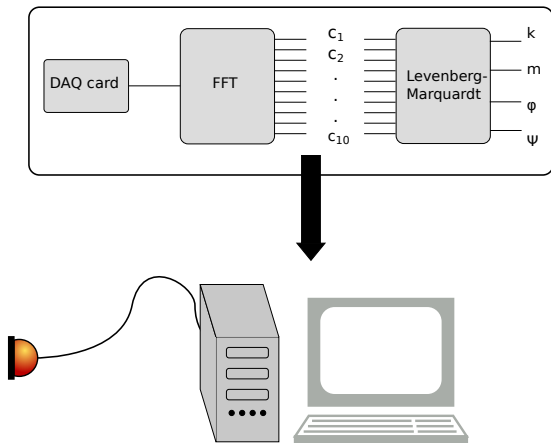 DAQ card
FFT
c1
c2
.
.
.
c10
Levenberg-
Marquardt
k
m
φ
Ψ